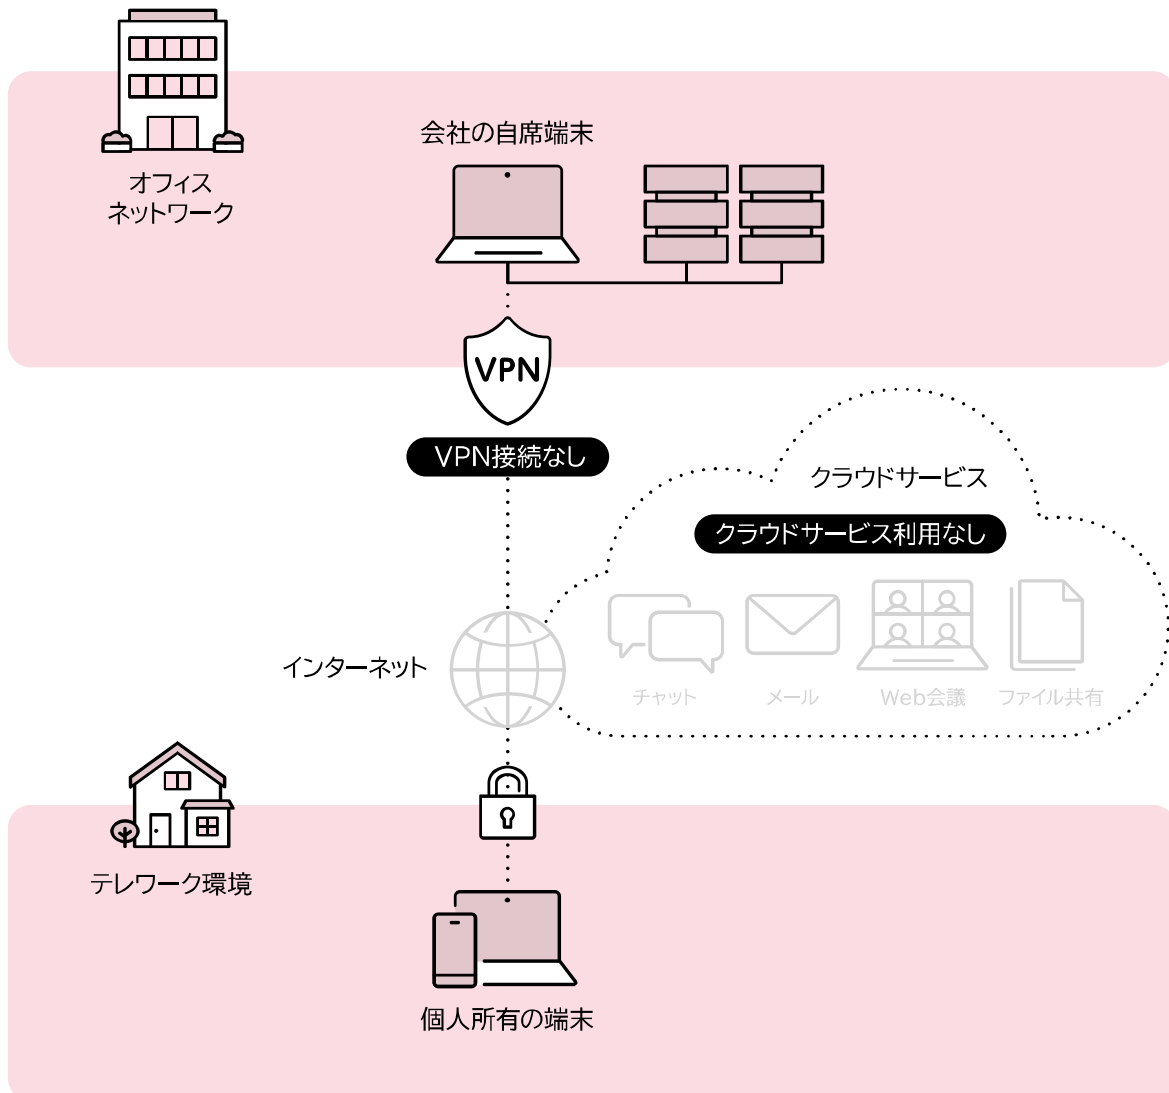 会社の自席端末
オフィス
ネットワーク
VPN
VPN接続なし
クラウドサービス
クラウドサービス利用なし
インターネット
チャット
メール
Web会議
ファイル共有
テレワーク環境
個人所有の端末